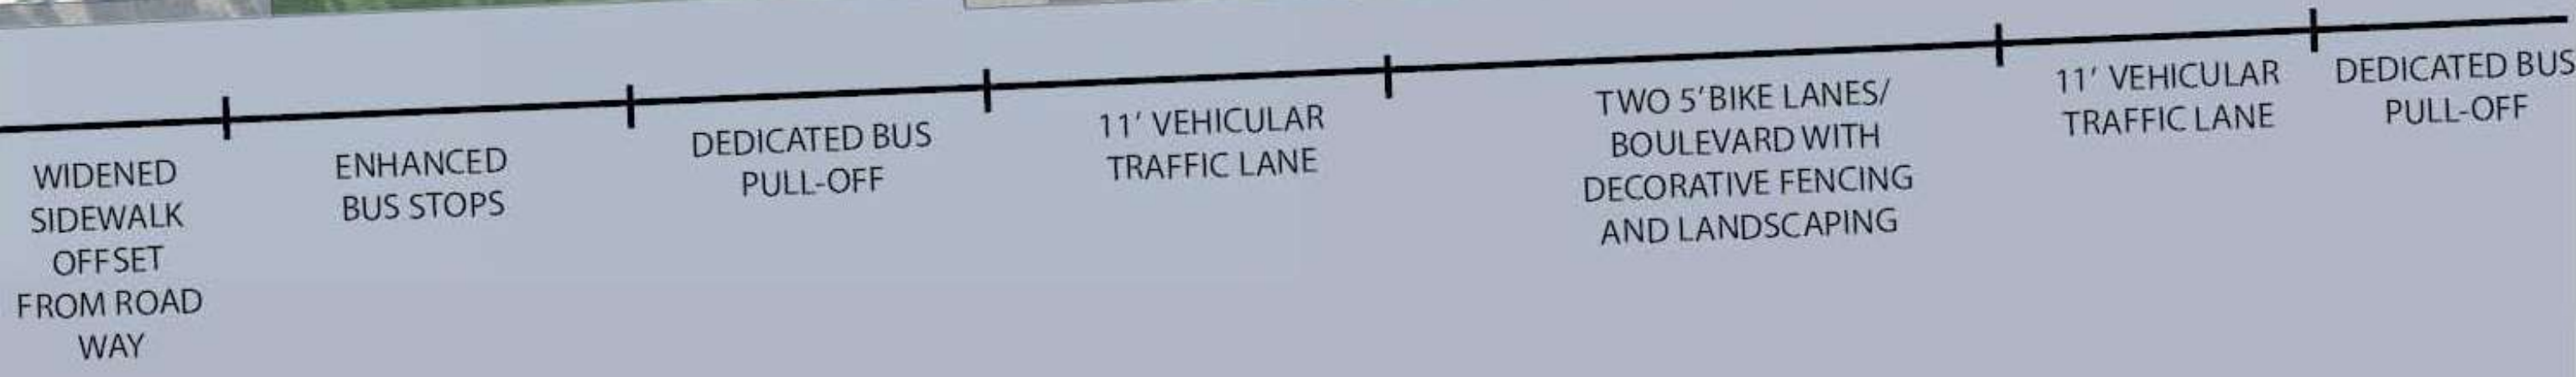 WIDENED
SIDEWALK
OFFSET
FROM ROAD
WAY
ENHANCED
BUS STOPS
DEDICATED BUS
PULL-OFF
11' VEHICULAR
TRAFFIC LANE
TWO 5'BIKE LANES/
BOULEVARD WITH
DECORATIVE FENCING
AND LANDSCAPING
11' VEHICULAR
TRAFFIC LANE
DEDICATED BUS
PULL-OFF